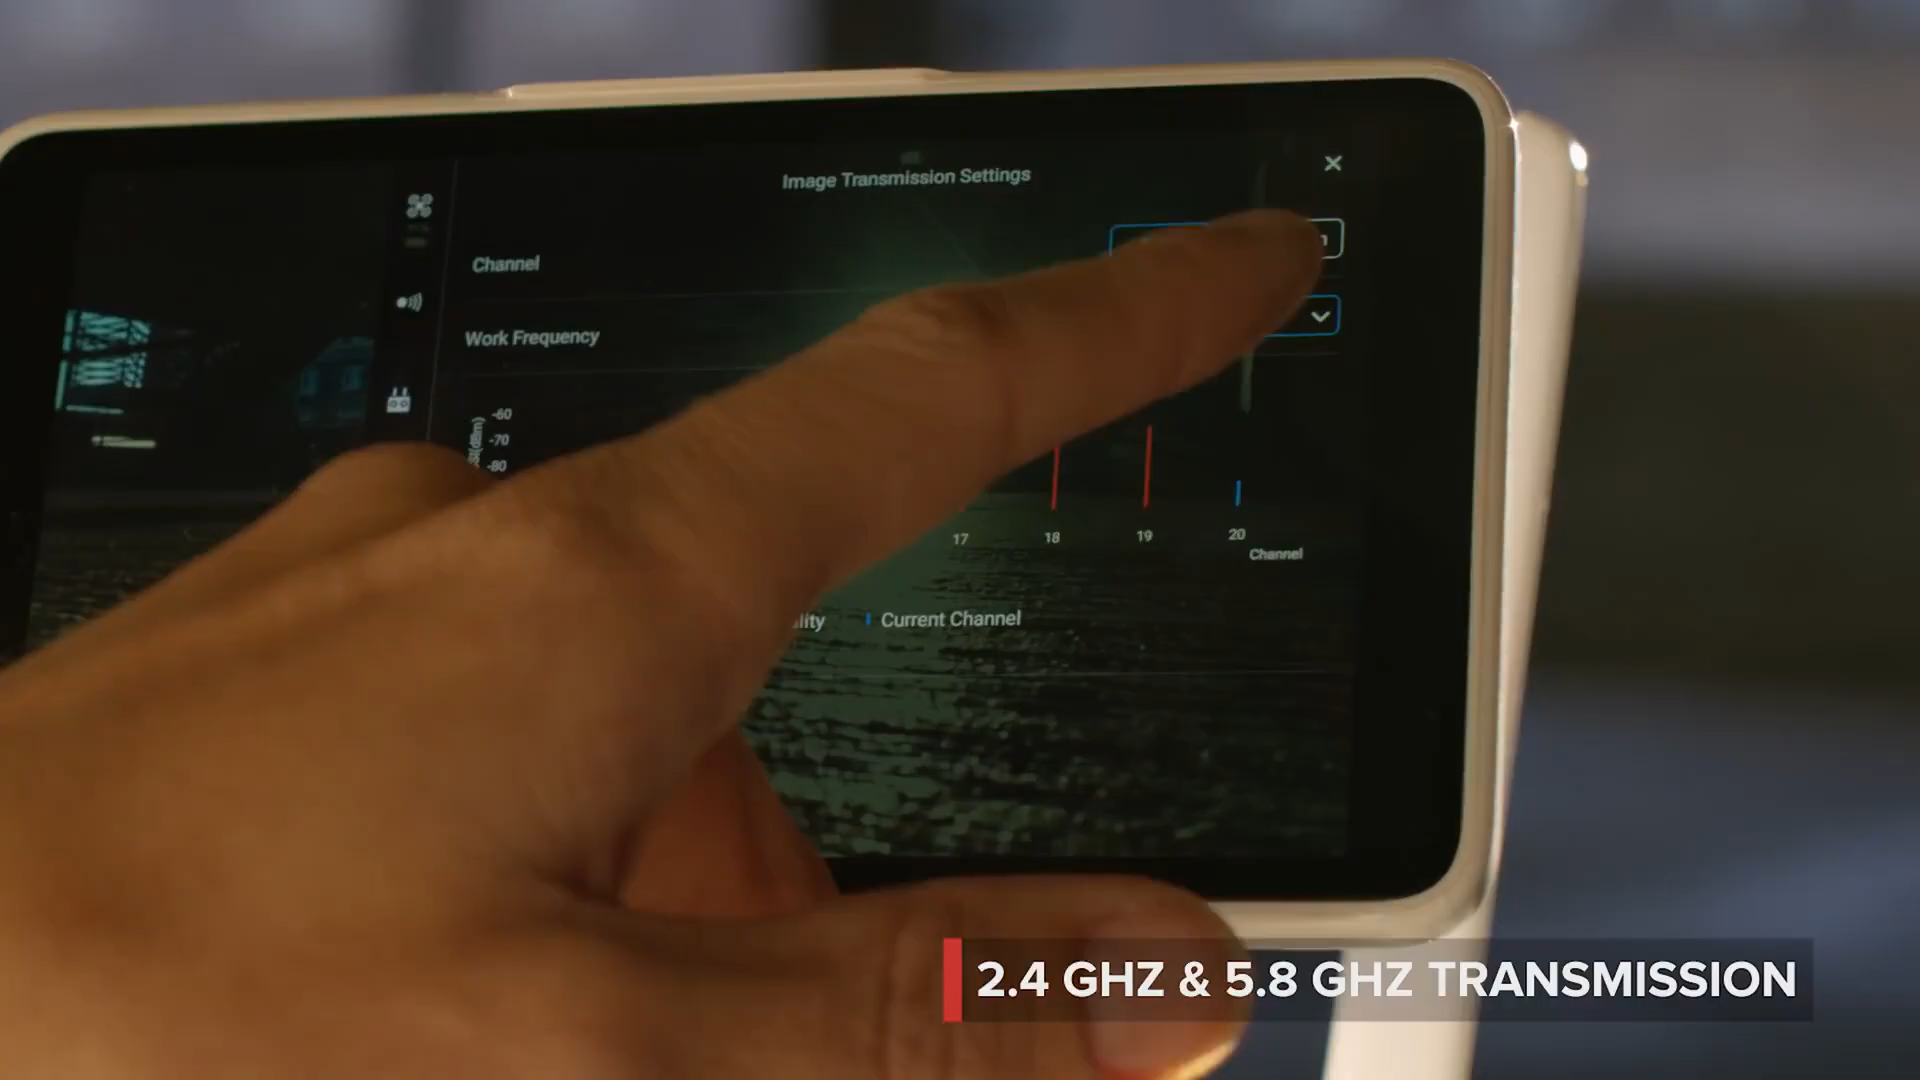 Image Transmission Settings
Channel
Work Frequency
-60
-70
-80
17
18
19
20
Channel
Current Channel
2.4 GHZ & 5.8 GHZ TRANSMISSION